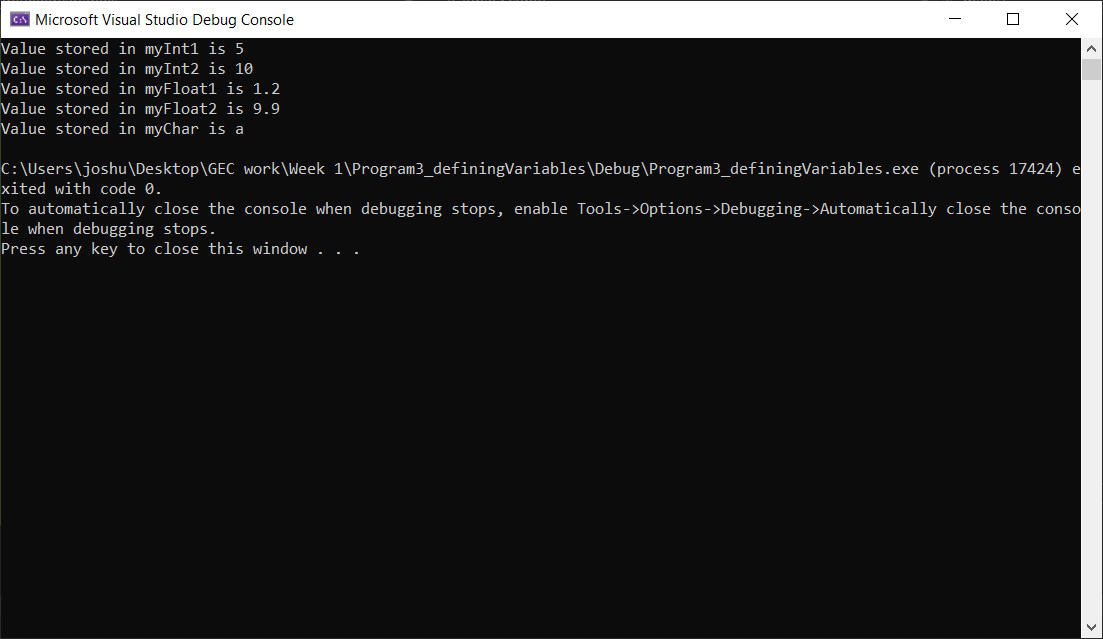 Microsoft Visual Studio Debug Console
Value stored in myInt1 is 5
Value stored in myInt2 is 10
Value stored in myFloat1 is 1.2
Value stored in myFloat2 is 9.9
Value stored in myChar is a
C:\Users\joshu\Desktop\GEC work\Week 1\Program3_definingVariables\Debug\Program3_definingVariables.exe (process 17424) e
xited with code 0.
To automatically close the console when debugging stops, enable Tools->Options->Debugging->Automatically close the conso
le when debugging stops.
Press any key to close this window . . .